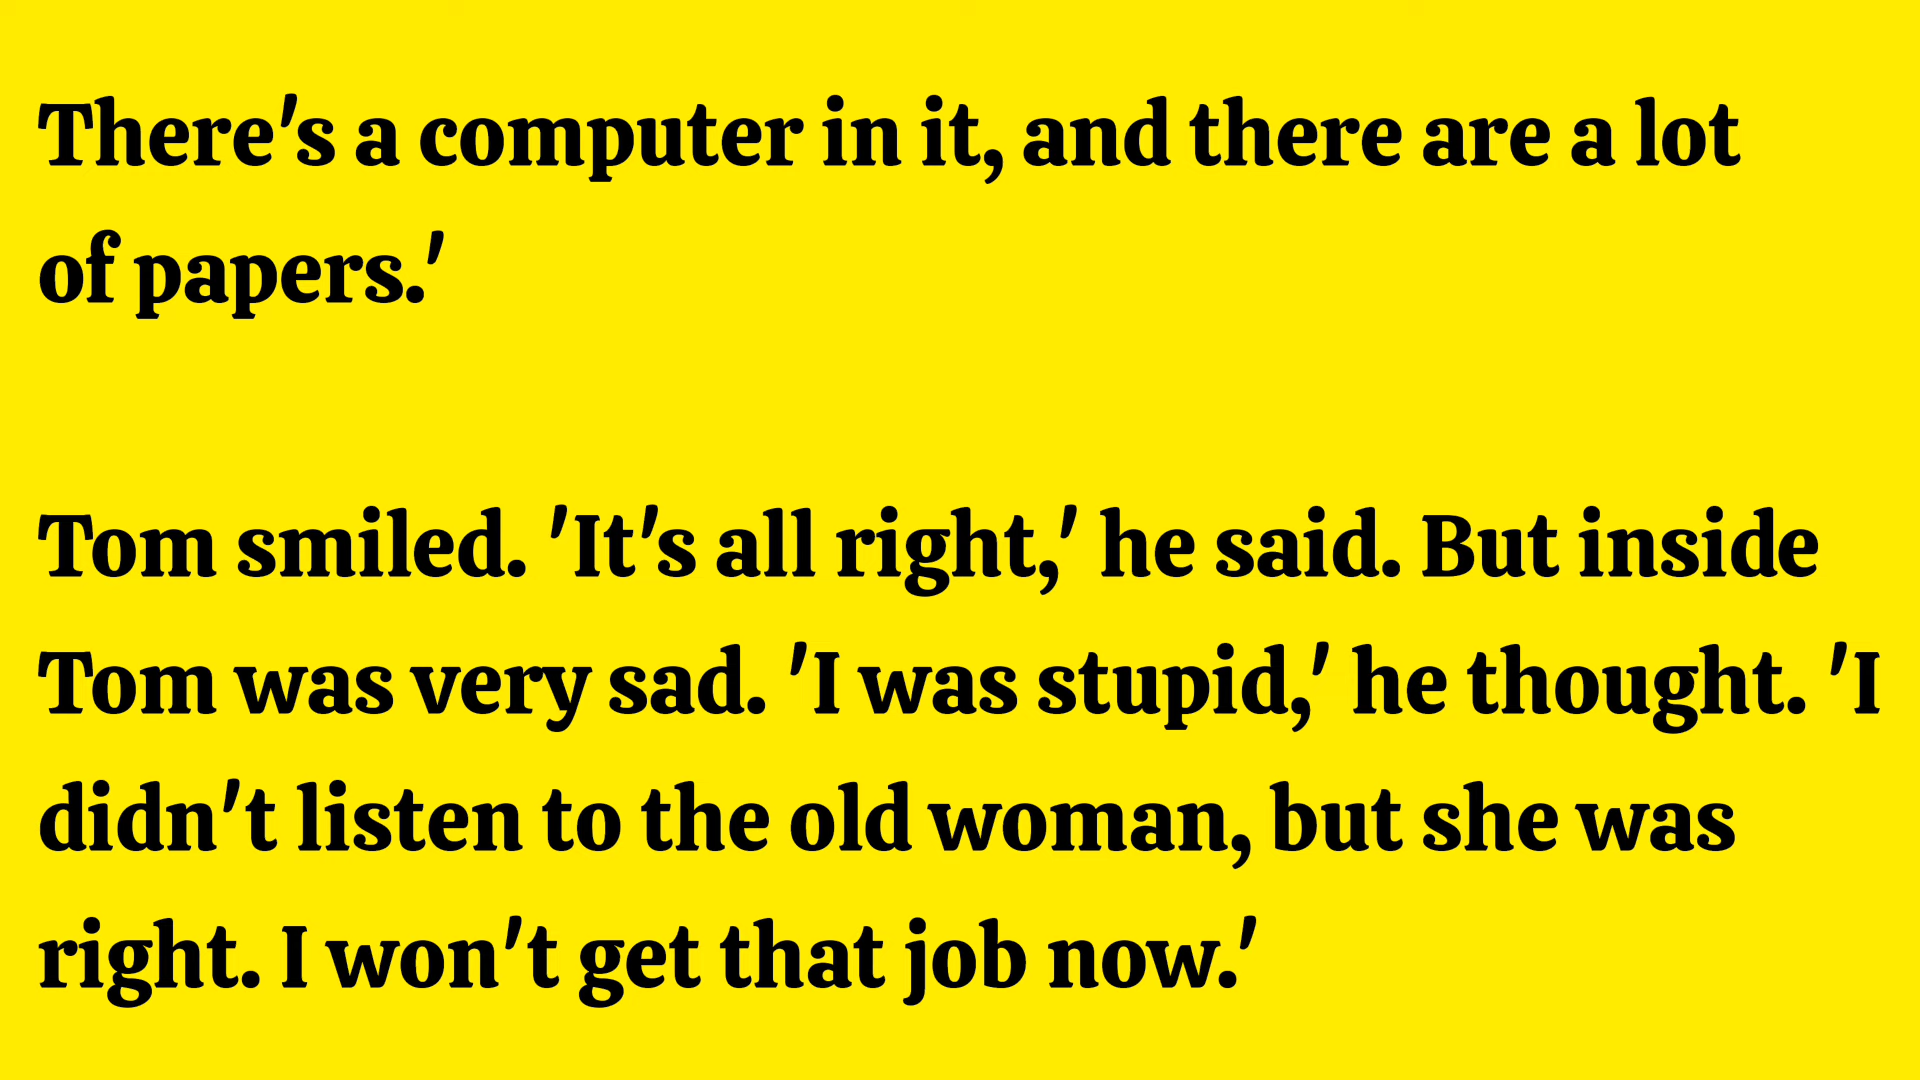 There's a computer in it, and there are a lot
of papers.'
Tom smiled. 'It's all right,' he said. But inside
Tom was very sad. 'I was stupid,' he thought. 'I
didn't listen to the old woman, but she was
right. I won't get that job now.'